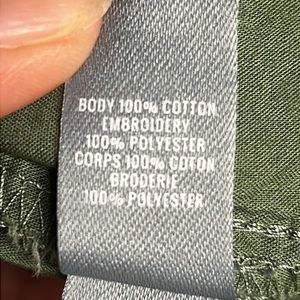 BODY 100% COTTON
EMBROIDERY
100% POLYESTER
CORPS 100% COTON
BRODERIE
100% POLYESTER